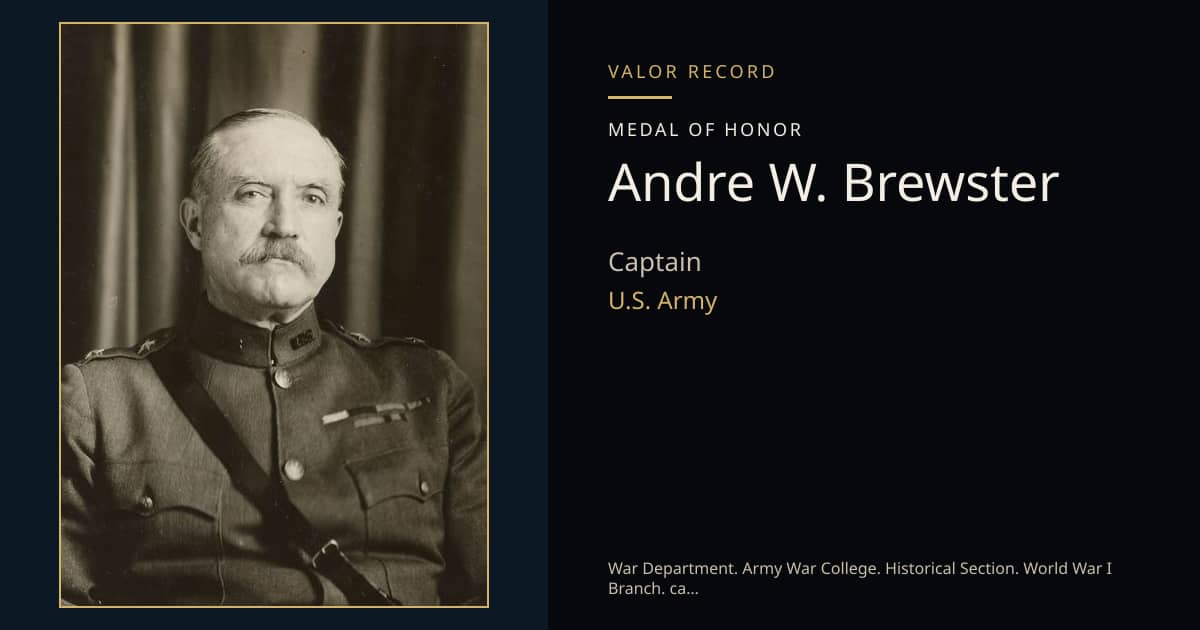 VALOR RECORD
MEDAL OF HONOR
Andre W. Brewster
Captain
U.S. Army
War Department. Army War College. Historical Section. World War I
Branch. ca...